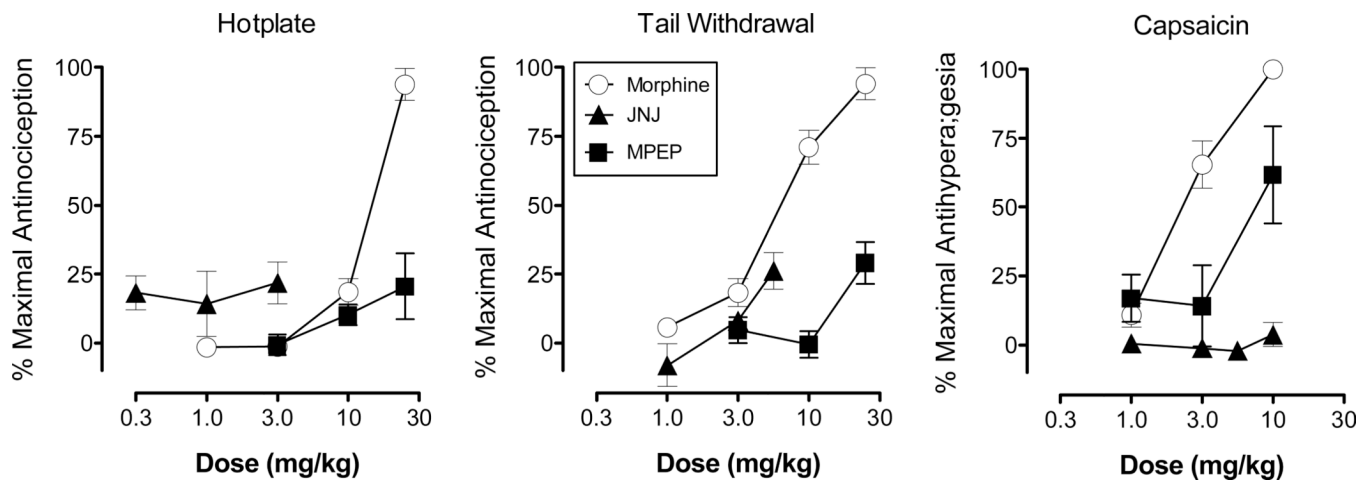 Hotplate
% Maximal Antinociception
100
75
50
25
0
0.3 1.0 3.0 10 30
Dose (mg/kg)
Tail Withdrawal
% Maximal Antinociception
100
75
50
25
0
Morphine
JNJ
MPEP
1.0 3.0 10 30
Dose (mg/kg)
Capsaicin
% Maximal Antihypera;gesia
100
75
50
25
0
0.3 1.0 3.0 10 30
Dose (mg/kg)